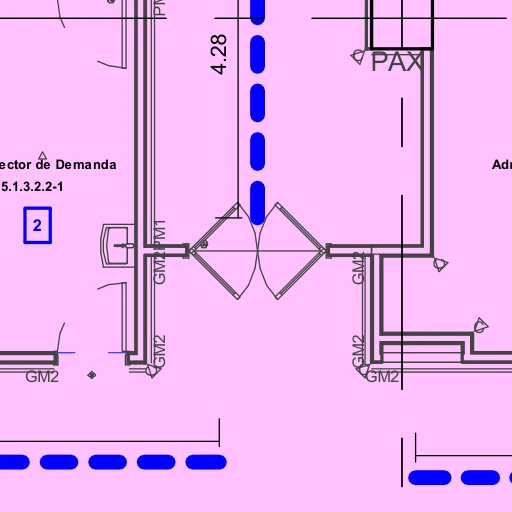 PM
4.28
PAX
ector de Demanda
Adr
5.1.3.2.2-1
2
PM1
GM2
GM2
GM2
GM2
GM2
GM2